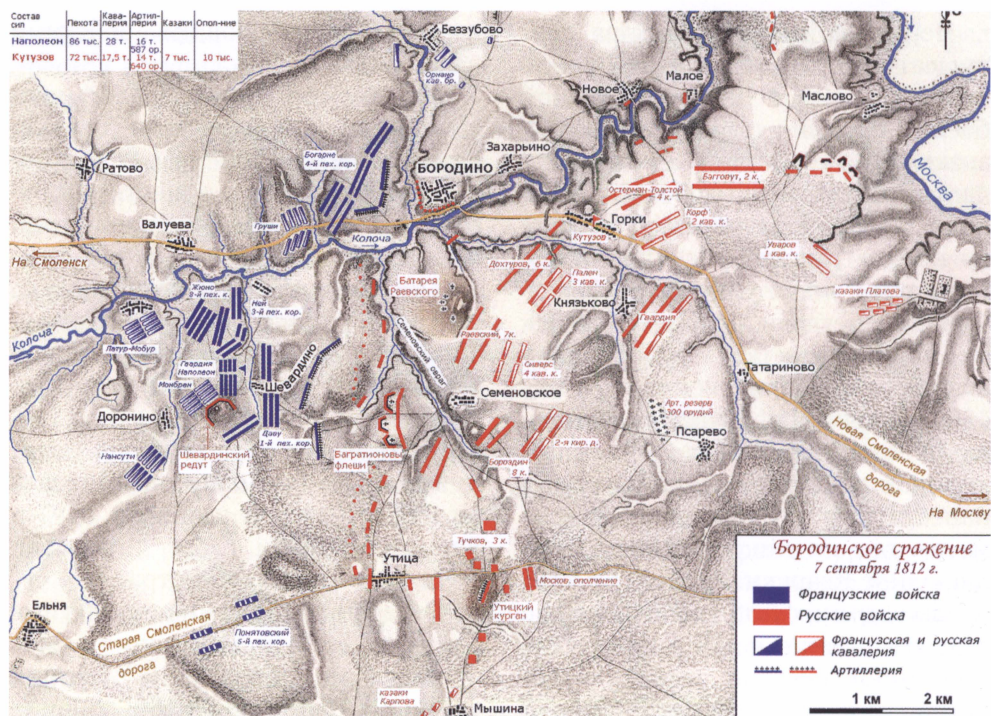 Состав сил
Пехота
Кава-лерия
Артил-лерия
Казаки
Опол-ние
Наполеон
86 тыс.
28 т.
16 т.
587 ор.
Кутузов
72 тыс.
17,5 т.
14 т.
640 ор.
7 тыс.
10 тыс.
Беззубово
Орнано
кав. бр.
Новое
Малое
Маслово
Ратово
Богарне
4-й пех. кор.
БОРОДИНО
Захарьино
Багговут, 2 к.
Москва
Остерман-Толстой
4 к.
Валуева
Груши
Колоча
Горки
Корф
2 кав. к.
Кутузов
Уваров
1 кав. к.
На Смоленск
Дохтуров, 6 к.
Пален
3 кав. к.
казаки Платова
Жюно
8-й пех. к.
Ней
3-й пех. кор.
Батарея
Раевского
Князьково
Гвардия
Колоча
Латур-Мобур
Раевский, 7к.
Семеновский овраг
Гвардия
Наполеон
Шевардино
Сиверс
4 кав. к.
Татариново
Монбрен
Семеновское
Доронино
Арт. резерв
300 орудий
Псарево
Даву
1-й пех. кор.
2-я кир. д.
Нансути
Шевардинский
редут
Багратионовы
флеши
Бороздин
8 к.
Новая Смоленская
дорога
На Москву
Тучков, 3 к.
Утица
Москов. ополчение
Утицкий
курган
Ельня
Старая Смоленская
дорога
Понятовский
5-й пех. кор.
казаки
Карпова
Мышина
Бородинское сражение
7 сентября 1812 г.
Французские войска
Русские войска
Французская и русская
кавалерия
Артиллерия
1 км
2 км